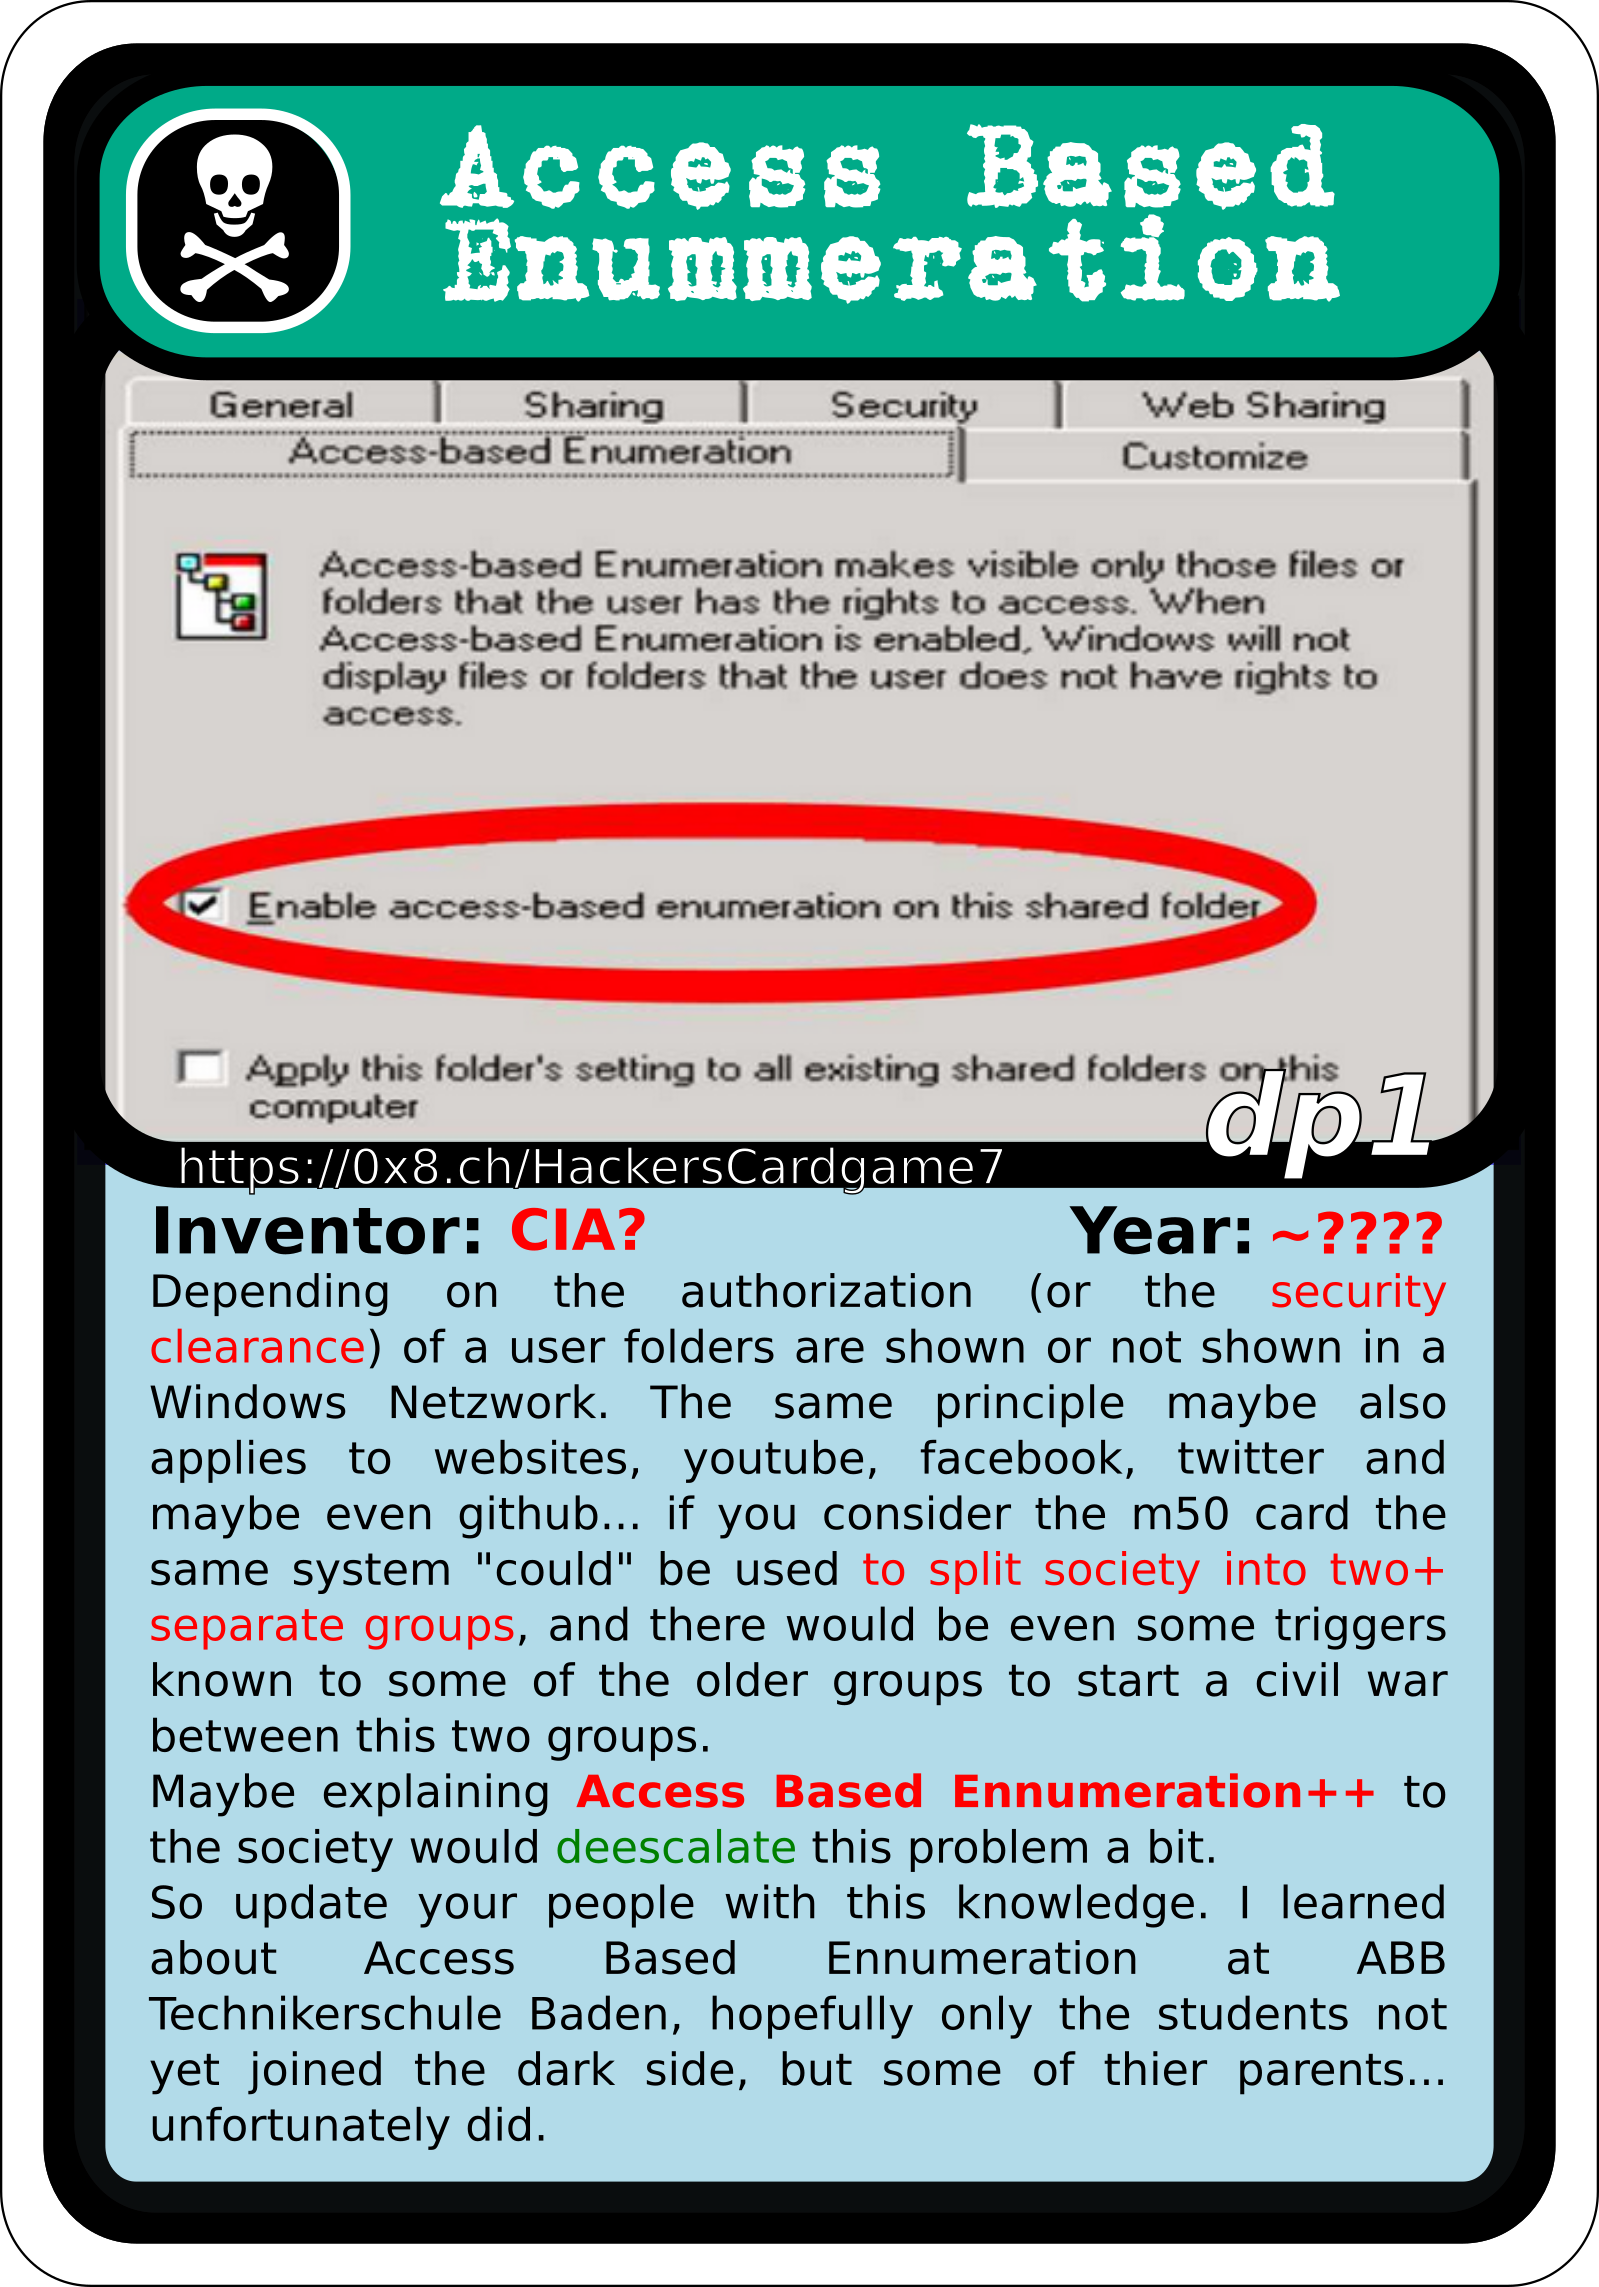 Access Based
Enummeration
General Sharing Security Web Sharing
Access-based Enumeration Customize
Access-based Enumeration makes visible only those files or
folders that the user has the rights to access. When
Access-based Enumeration is enabled, Windows will not
display files or folders that the user does not have rights to
access.
Enable access-based enumeration on this shared folder
Apply this folder's setting to all existing shared folders on this
computer
dp1
https://0x8.ch/HackersCardgame7
Inventor: CIA? Year: ~????
Depending on the authorization (or the security
clearance) of a user folders are shown or not shown in a
Windows Netzwork. The same principle maybe also
applies to websites, youtube, facebook, twitter and
maybe even github... if you consider the m50 card the
same system "could" be used to split society into two+
separate groups, and there would be even some triggers
known to some of the older groups to start a civil war
between this two groups.
Maybe explaining Access Based Ennumeration++ to
the society would deescalate this problem a bit.
So update your people with this knowledge. I learned
about Access Based Ennumeration at ABB
Technikerschule Baden, hopefully only the students not
yet joined the dark side, but some of thier parents...
unfortunately did.